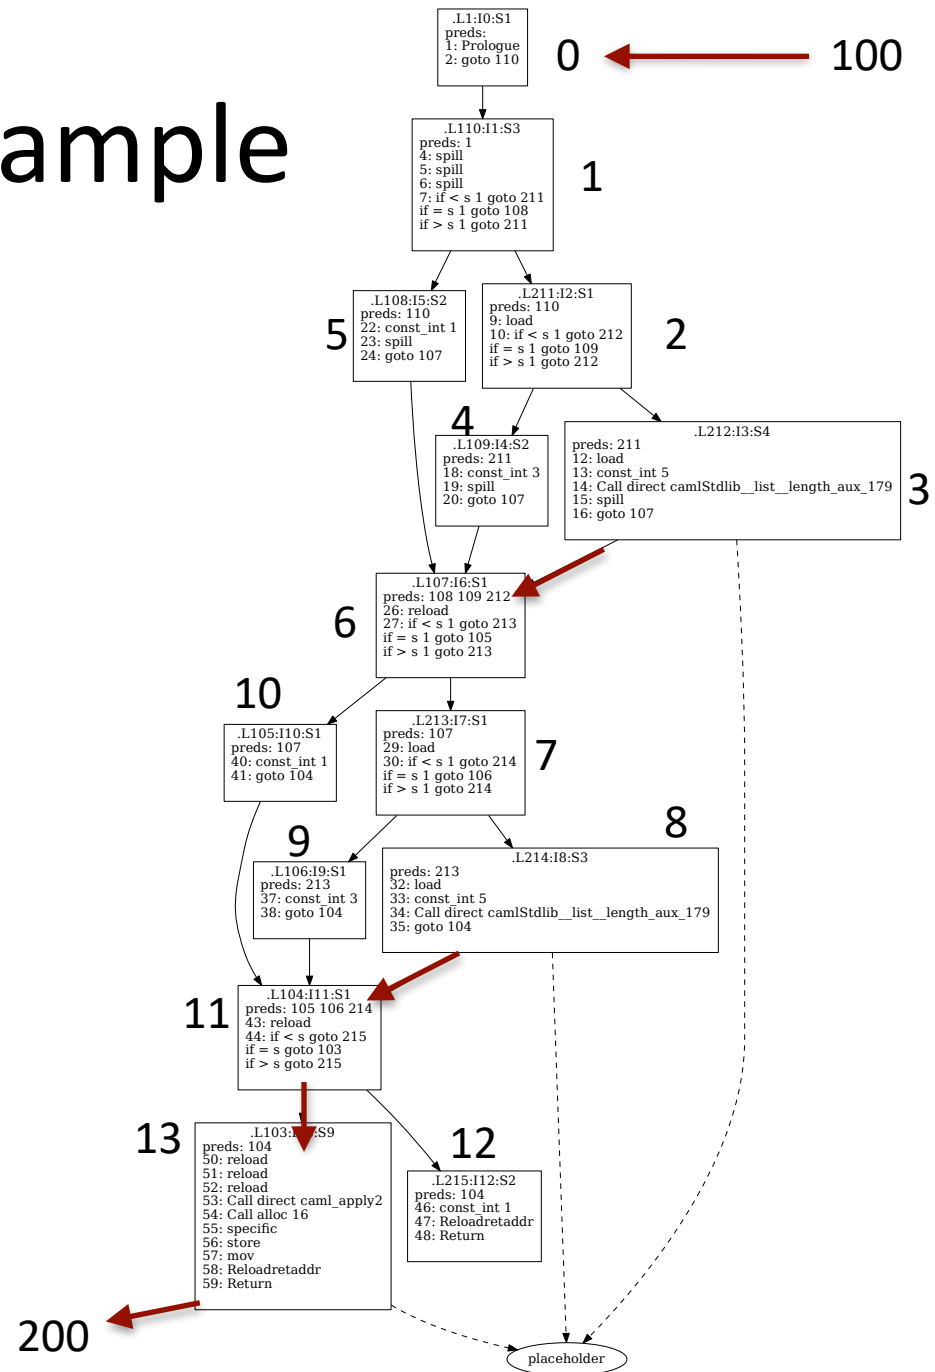 .L1:I0:S1
preds:
1: Prologue
2: goto 110
0
100
ample
.L110:I1:S3
preds: 1
4: spill
5: spill
6: spill
7: if < s 1 goto 211
if = s 1 goto 108
if > s 1 goto 211
1
5
.L108:I5:S2
preds: 110
22: const_int 1
23: spill
24: goto 107
.L211:I2:S1
preds: 110
9: load
10: if < s 1 goto 212
if = s 1 goto 109
if > s 1 goto 212
2
4
.L109:I4:S2
preds: 211
18: const_int 3
19: spill
20: goto 107
.L212:I3:S4
preds: 211
12: load
13: const_int 5
14: Call direct camlStdlib__list__length_aux_179
15: spill
16: goto 107
3
6
.L107:I6:S1
preds: 108 109 212
26: reload
27: if < s 1 goto 213
if = s 1 goto 105
if > s 1 goto 213
10
.L105:I10:S1
preds: 107
40: const_int 1
41: goto 104
.L213:I7:S1
preds: 107
29: load
30: if < s 1 goto 214
if = s 1 goto 106
if > s 1 goto 214
7
9
.L106:I9:S1
preds: 213
37: const_int 3
38: goto 104
8
.L214:I8:S3
preds: 213
32: load
33: const_int 5
34: Call direct camlStdlib__list__length_aux_179
35: goto 104
11
.L104:I11:S1
preds: 105 106 214
43: reload
44: if < s goto 215
if = s goto 103
if > s goto 215
13
.L103: :S9
preds: 104
50: reload
51: reload
52: reload
53: Call direct caml_apply2
54: Call alloc 16
55: specific
56: store
57: mov
58: Reloadretaddr
59: Return
12
.L215:I12:S2
preds: 104
46: const_int 1
47: Reloadretaddr
48: Return
200
placeholder